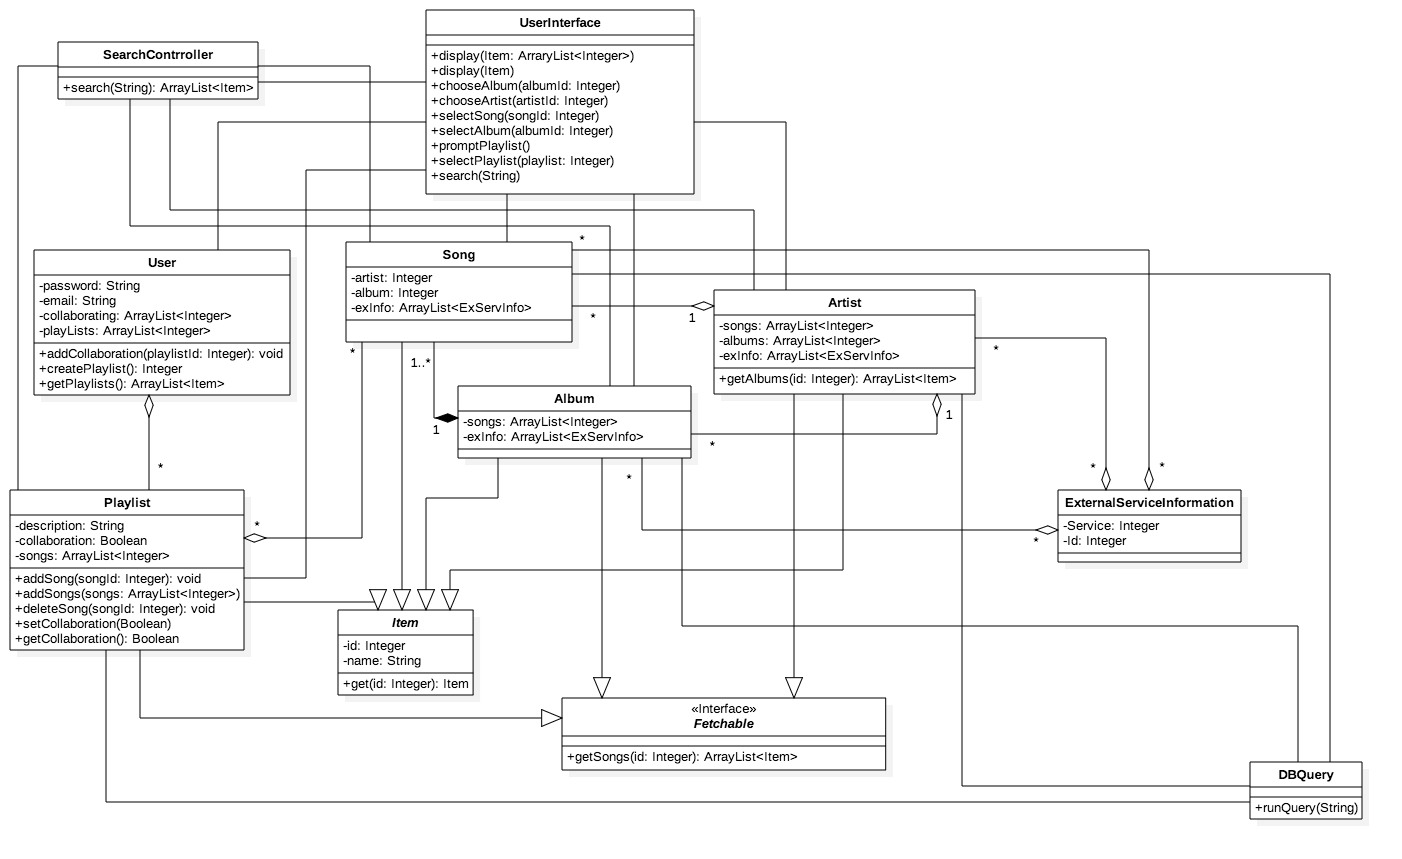 UserInterface
+display(Item: ArraryList<Integer>)
+display(Item)
+chooseAlbum(albumId: Integer)
+chooseArtist(artistId: Integer)
+selectSong(songId: Integer)
+selectAlbum(albumId: Integer)
+promptPlaylist()
+selectPlaylist(playlist: Integer)
+search(String)
SearchContrroller
+search(String): ArrayList<Item>
User
-password: String
-email: String
-collaborating: ArrayList<Integer>
-playLists: ArrayList<Integer>
+addCollaboration(playlistId: Integer): void
+createPlaylist(): Integer
+getPlaylists(): ArrayList<Item>
*
Song
-artist: Integer
-album: Integer
-exInfo: ArrayList<ExServInfo>
*
*
1
*
1..*
Artist
-songs: ArrayList<Integer>
-albums: ArrayList<Integer>
-exInfo: ArrayList<ExServInfo>
+getAlbums(id: Integer): ArrayList<Item>
*
1
Album
-songs: ArrayList<Integer>
-exInfo: ArrayList<ExServInfo>
1
*
*
*
*
*
ExternalServiceInformation
-Service: Integer
-Id: Integer
Playlist
-description: String
-collaboration: Boolean
-songs: ArrayList<Integer>
+addSong(songId: Integer): void
+addSongs(songs: ArrayList<Integer>)
+deleteSong(songId: Integer): void
+setCollaboration(Boolean)
+getCollaboration(): Boolean
*
Item
-id: Integer
-name: String
+get(id: Integer): Item
«Interface»
Fetchable
+getSongs(id: Integer): ArrayList<Item>
DBQuery
+runQuery(String)